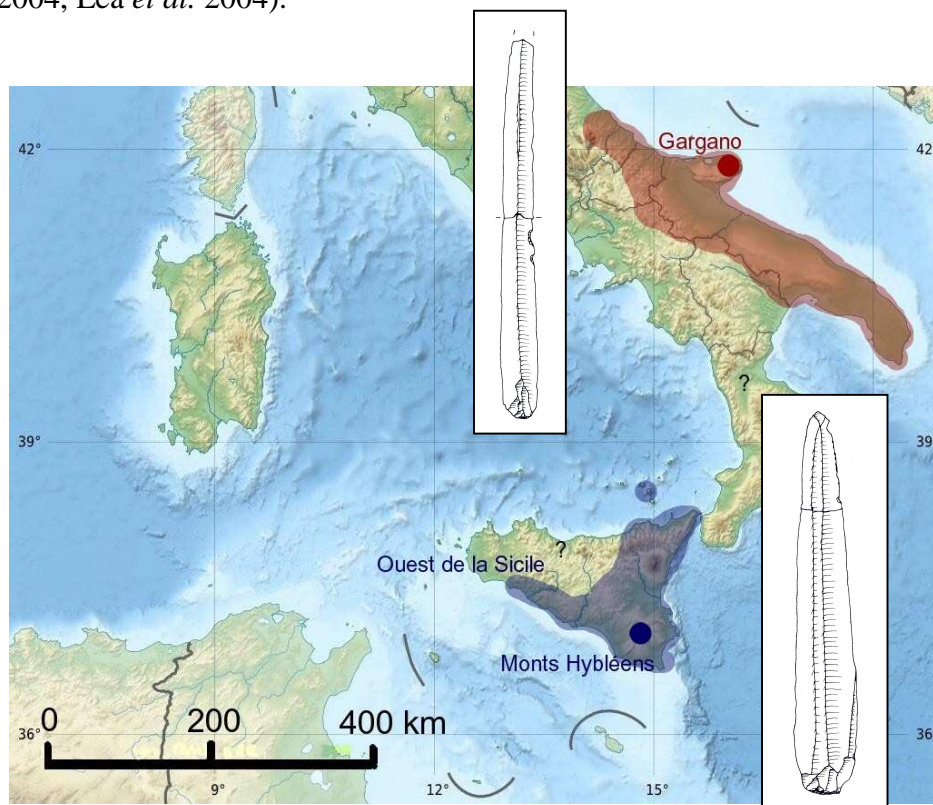 2004, Léa et al. 2004).
Gargano
42°
42
?
39°
39
?
Ouest de la Sicile
Monts Hybléens
0 200 400 km
36°
36
9°
12°
15°